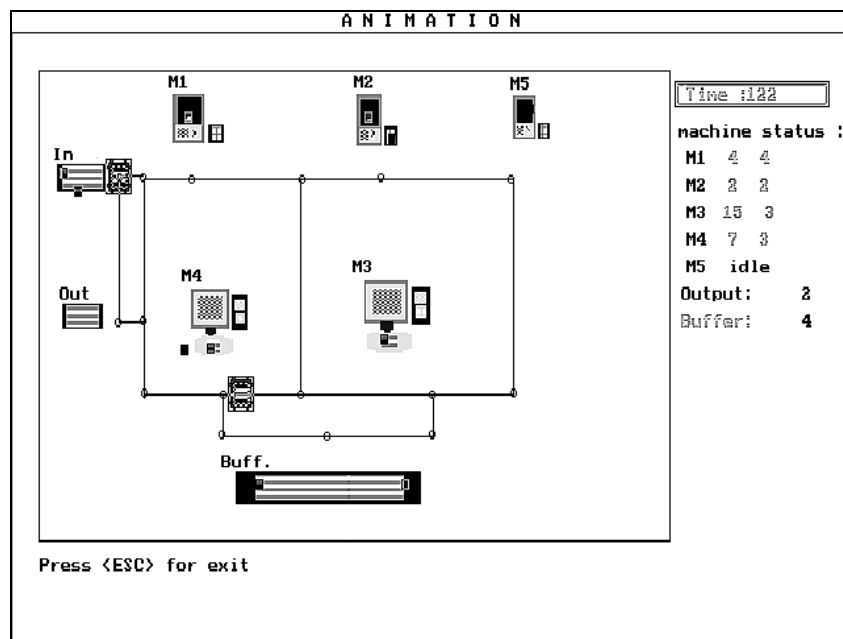 A N I M A T I O N
M1 M2 M5
Time :122
machine status :
In
M1 4 4
M2 2 2
M3 15 3
M4 7 3
M5 idle
M4 M3
Out
Output: 2
Buffer: 4
Buff.
Press <ESC> for exit